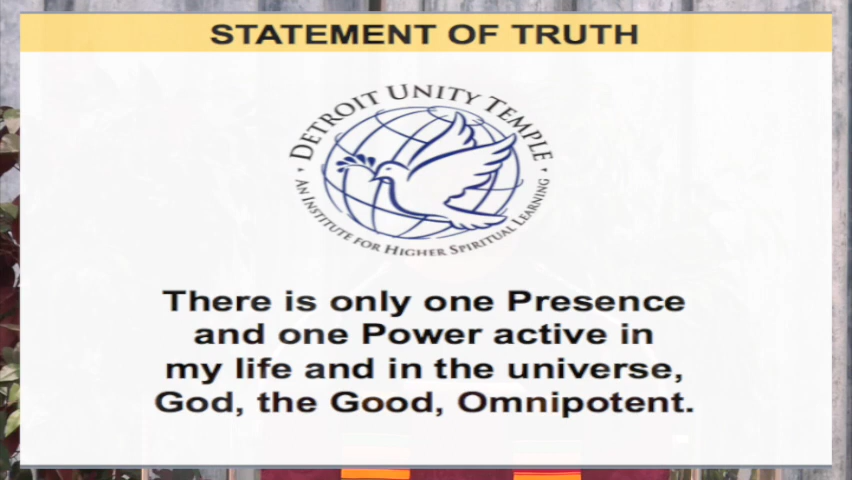 STATEMENT OF TRUTH
DETROIT UNITY TEMPLE
AN INSTITUTE FOR HIGHER SPIRITUAL LEARNING
There is only one Presence
and one Power active in
my life and in the universe,
God, the Good, Omnipotent.